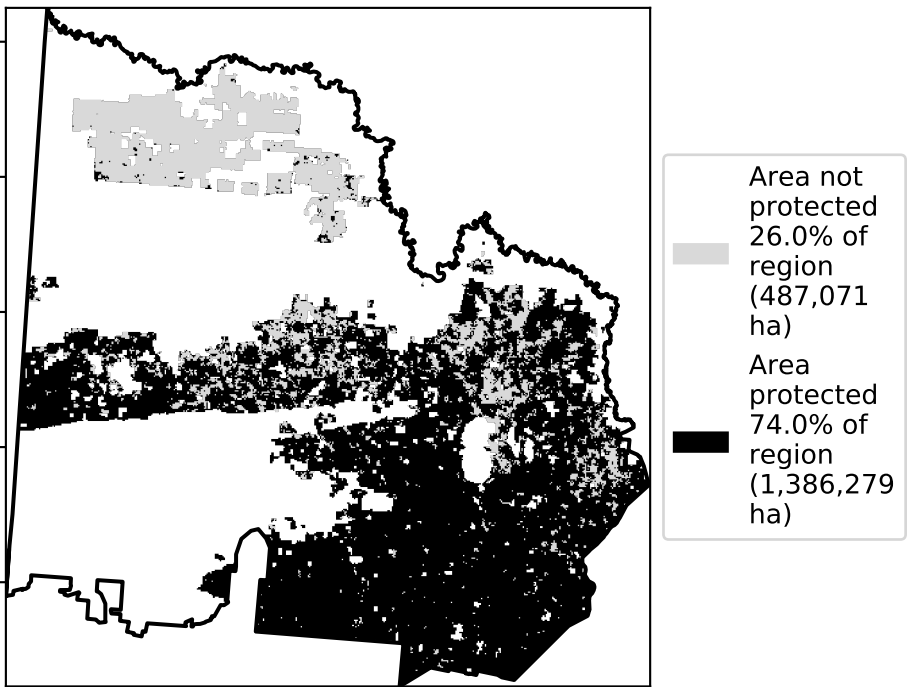 Area not
protected
26.0% of
region
(487,071
ha)
Area
protected
74.0% of
region
(1,386,279
ha)